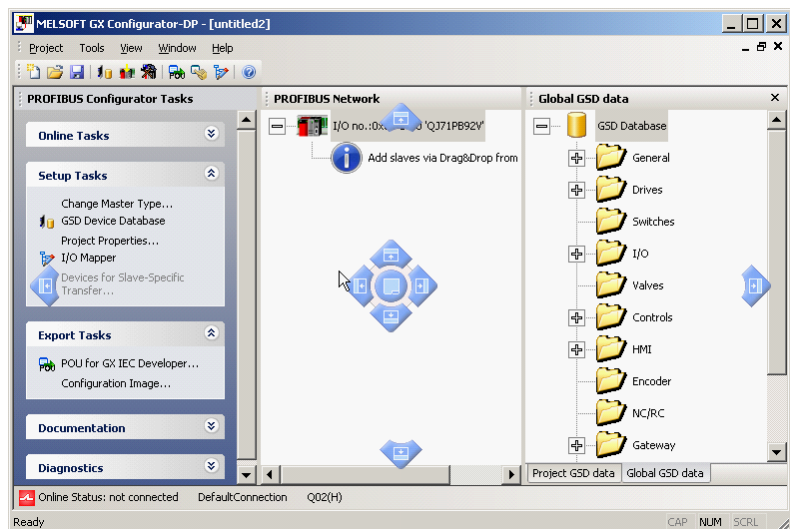 MELSOFT GX Configurator-DP - [untitled2]
Project Tools View Window Help
PROFIBUS Configurator Tasks
Online Tasks
Setup Tasks
Change Master Type...
GSD Device Database
Project Properties...
I/O Mapper
Devices for Slave-Specific
Transfer...
Export Tasks
POU for GX IEC Developer...
Configuration Image...
Documentation
Diagnostics
PROFIBUS Network
I/O no.: 'QJ71PB92V'
Add slaves via Drag&Drop from
Global GSD data
GSD Database
General
Drives
Switches
I/O
Valves
Controls
HMI
Encoder
NC/RC
Gateway
Project GSD data Global GSD data
Online Status: not connected DefaultConnection Q02(H)
Ready CAP NUM SCRL